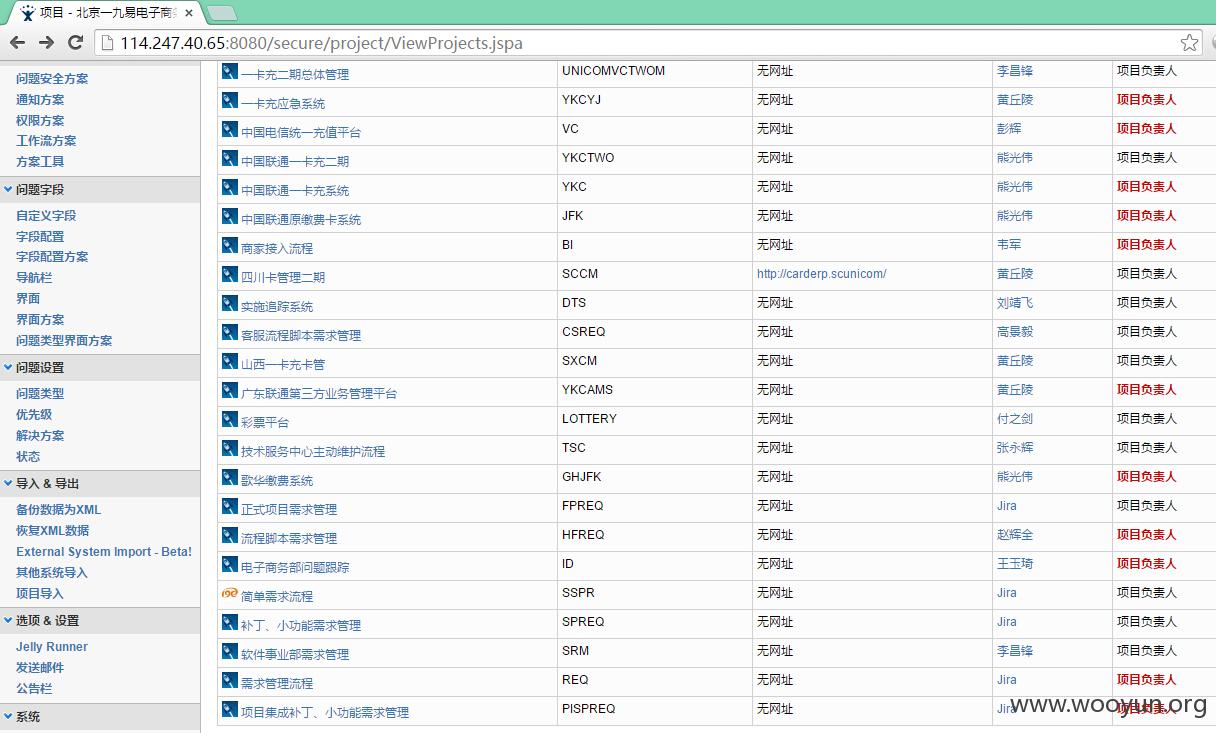 项目 - 北京一九易电子商务
114.247.40.65:8080/secure/project/ViewProjects.jspa
问题安全方案
通知方案
权限方案
工作流方案
方案工具
问题字段
自定义字段
字段配置
字段配置方案
导航栏
界面
界面方案
问题类型界面方案
问题设置
问题类型
优先级
解决方案
状态
导入 & 导出
备份数据为XML
恢复XML数据
External System Import - Beta!
其他系统导入
项目导入
选项 & 设置
Jelly Runner
发送邮件
公告栏
系统
一卡充二期总体管理 UNICOMVCTWOM 无网址 李昌锋 项目负责人
一卡充应急系统 YKCYJ 无网址 黄丘陵 项目负责人
中国电信统一充值平台 VC 无网址 彭辉 项目负责人
中国联通一卡充二期 YKCTWO 无网址 熊光伟 项目负责人
中国联通一卡充系统 YKC 无网址 熊光伟 项目负责人
中国联通原缴费卡系统 JFK 无网址 熊光伟 项目负责人
商家接入流程 BI 无网址 韦军 项目负责人
四川卡管理二期 SCCM http://carderp.scunicom/ 黄丘陵 项目负责人
实施追踪系统 DTS 无网址 刘靖飞 项目负责人
客服流程脚本需求管理 CSREQ 无网址 高景毅 项目负责人
山西一卡充卡管 SXCM 无网址 黄丘陵 项目负责人
广东联通第三方业务管理平台 YKCAMS 无网址 黄丘陵 项目负责人
彩票平台 LOTTERY 无网址 付之剑 项目负责人
技术服务中心主动维护流程 TSC 无网址 张永辉 项目负责人
歌华缴费系统 GHJFK 无网址 熊光伟 项目负责人
正式项目需求管理 FPREQ 无网址 Jira 项目负责人
流程脚本需求管理 HFREQ 无网址 赵辉全 项目负责人
电子商务部问题跟踪 ID 无网址 王玉琦 项目负责人
简单需求流程 SSPR 无网址 Jira 项目负责人
补丁、小功能需求管理 SPREQ 无网址 Jira 项目负责人
软件事业部需求管理 SRM 无网址 李昌锋 项目负责人
需求管理流程 REQ 无网址 Jira 项目负责人
项目集成补丁、小功能需求管理 PISPREQ 无网址 Jira 项目负责人
www.wooyun.org